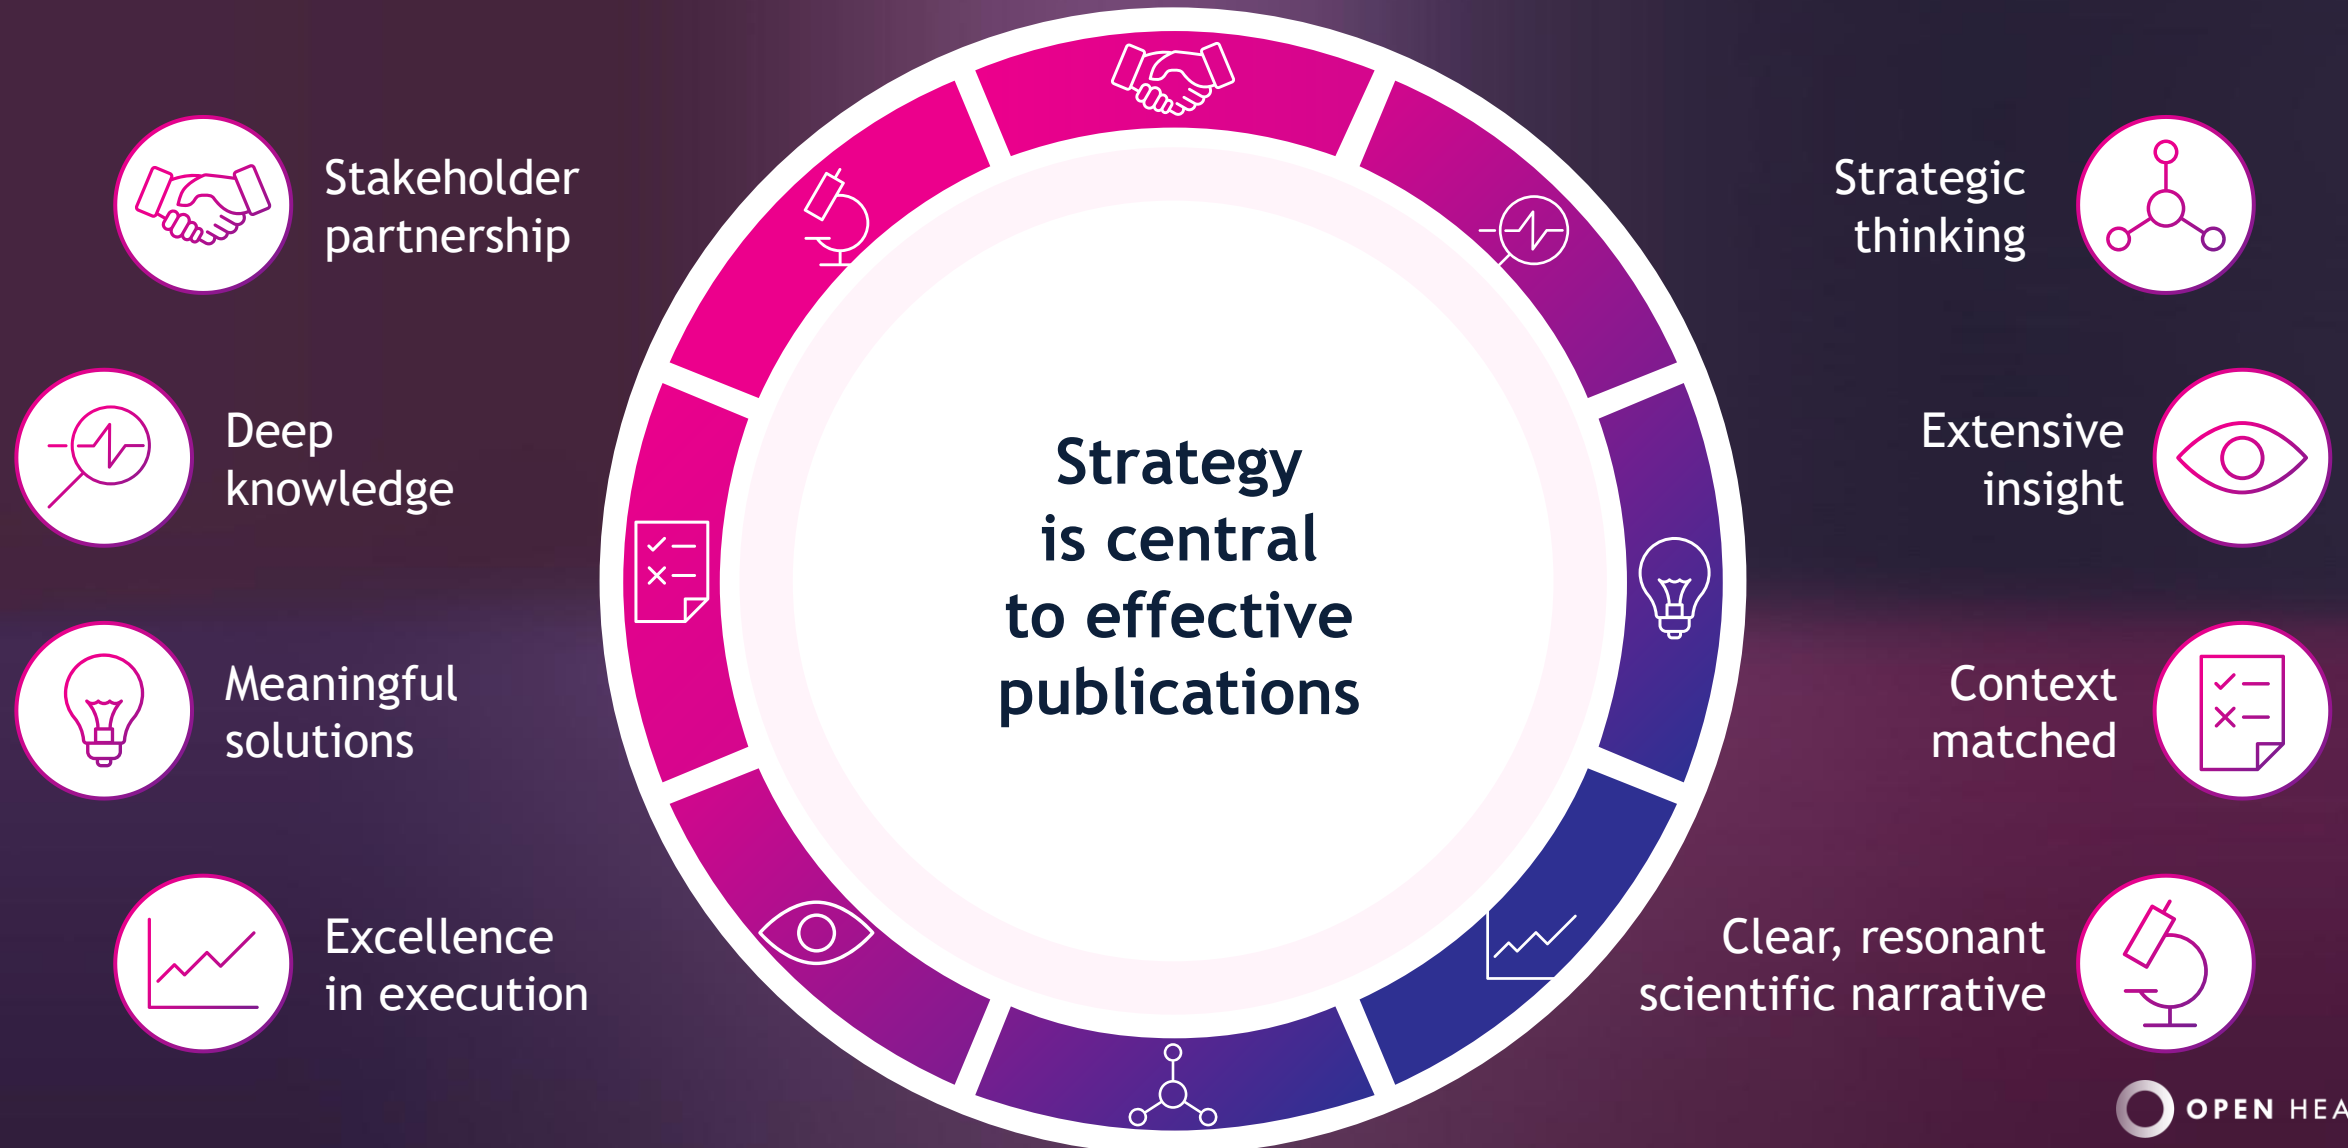 Stakeholder
partnership
Deep
knowledge
Meaningful
solutions
Excellence
in execution
Strategy
is central
to effective
publications
Strategic
thinking
Extensive
insight
Context
matched
Clear, resonant
scientific narrative
OPEN HEA